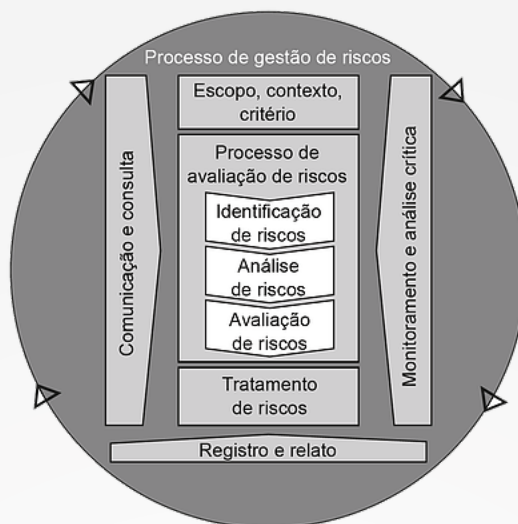 Processo de gestão de riscos
Escopo, contexto,
critério
Processo de
avaliação de riscos
Identificação
de riscos
Análise
de riscos
Avaliação
de riscos
Tratamento
de riscos
Comunicação e consulta
Monitoramento e análise crítica
Registro e relato